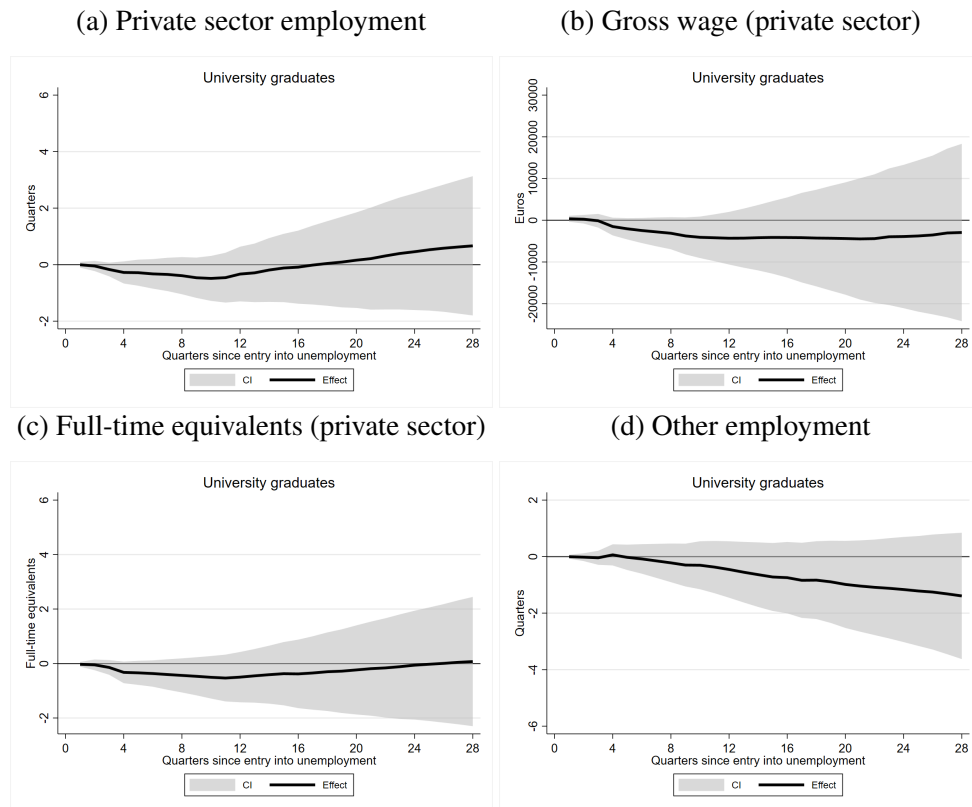 (a) Private sector employment
University graduates
6
4
2
0
-2
Quarters
0 4 8 12 16 20 24 28
Quarters since entry into unemployment
CI Effect
(b) Gross wage (private sector)
University graduates
30000
20000
10000
0
-10000
-20000
Euros
0 4 8 12 16 20 24 28
Quarters since entry into unemployment
CI Effect
(c) Full-time equivalents (private sector)
University graduates
6
4
2
0
-2
Full-time equivalents
0 4 8 12 16 20 24 28
Quarters since entry into unemployment
CI Effect
(d) Other employment
University graduates
2
0
-2
-4
-6
Quarters
0 4 8 12 16 20 24 28
Quarters since entry into unemployment
CI Effect